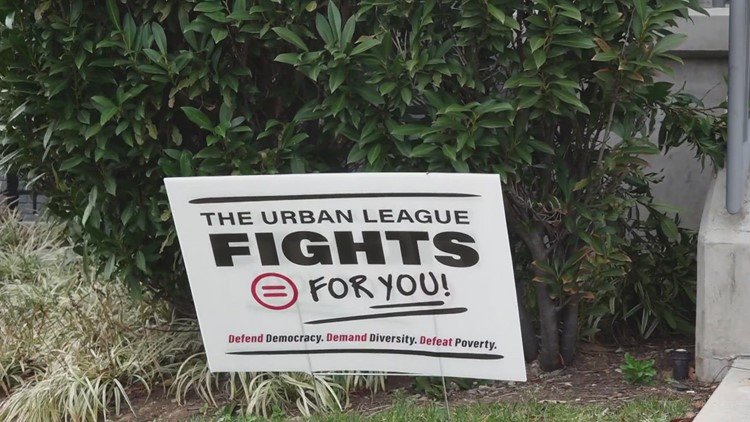 THE URBAN LEAGUE
FIGHTS
FOR YOU!
Defend Democracy. Demand Diversity. Defeat Poverty.